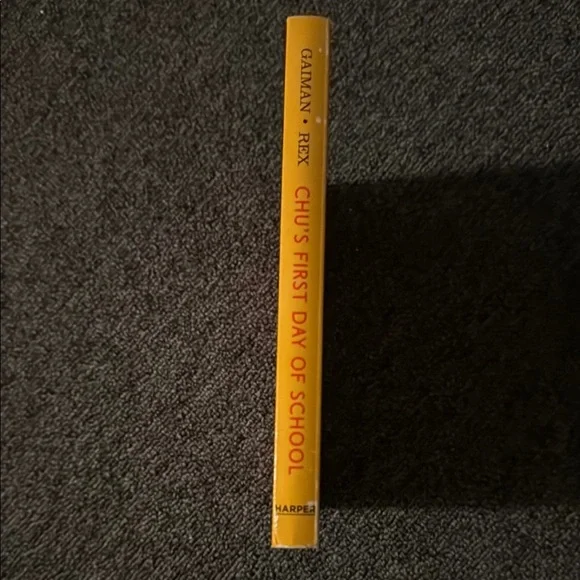 GAIMAN • REX CHU'S FIRST DAY OF SCHOOL
HARPER